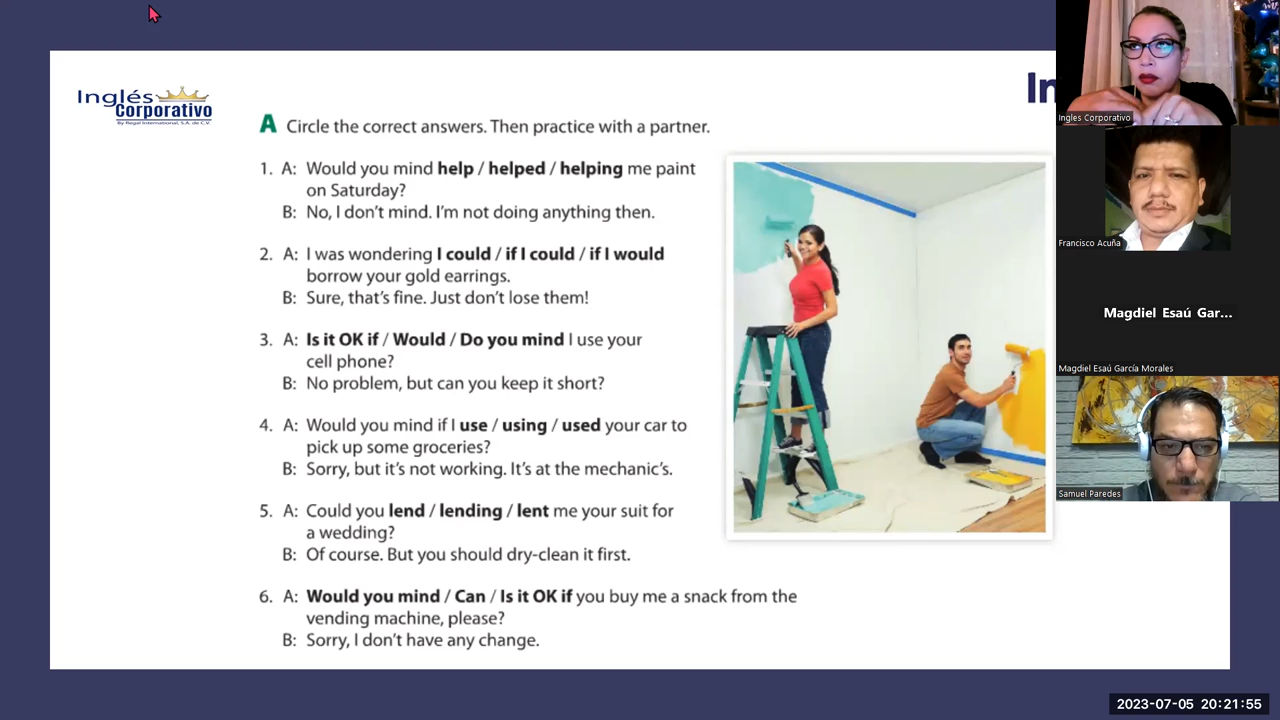 Inglés
Corporativo
By Regal International, S.A. de C.V.
In
A Circle the correct answers. Then practice with a partner.
1. A: Would you mind help / helped / helping me paint
on Saturday?
B: No, I don't mind. I'm not doing anything then.
2. A: I was wondering I could / if I could / if I would
borrow your gold earrings.
B: Sure, that's fine. Just don't lose them!
3. A: Is it OK if / Would / Do you mind I use your
cell phone?
B: No problem, but can you keep it short?
4. A: Would you mind if I use / using / used your car to
pick up some groceries?
B: Sorry, but it's not working. It's at the mechanic's.
5. A: Could you lend / lending / lent me your suit for
a wedding?
B: Of course. But you should dry-clean it first.
6. A: Would you mind / Can / Is it OK if you buy me a snack from the
vending machine, please?
B: Sorry, I don't have any change.
Ingles Corporativo
Francisco Acuña
Magdiel Esaú Gar...
Magdiel Esaú García Morales
Samuel Paredes
2023-07-05 20:21:55